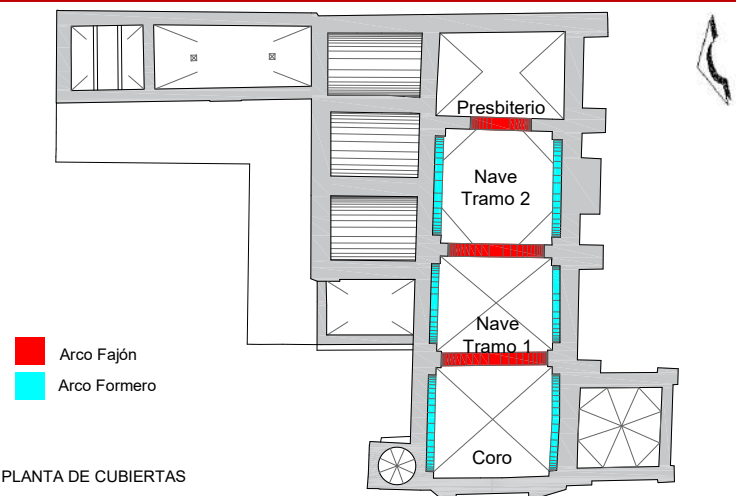 Presbiterio
Nave
Tramo 2
Nave
Tramo 1
Arco Fajón
Arco Formero
Coro
PLANTA DE CUBIERTAS